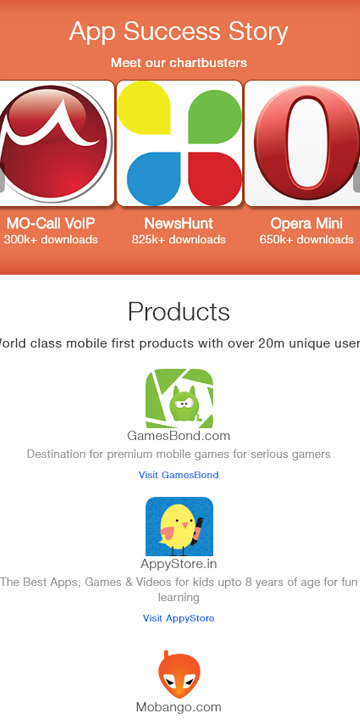 App Success Story
Meet our chartbusters
MO-Call VoIP
NewsHunt
Opera Mini
300k+ downloads
825k+ downloads
650k+ downloads
Products
World class mobile first products with over 20m unique user
GamesBond.com
Destination for premium mobile games for serious gamers
Visit GamesBond
AppyStore.in
The Best Apps, Games & Videos for kids upto 8 years of age for fun
learning
Visit AppyStore
Mobango.com